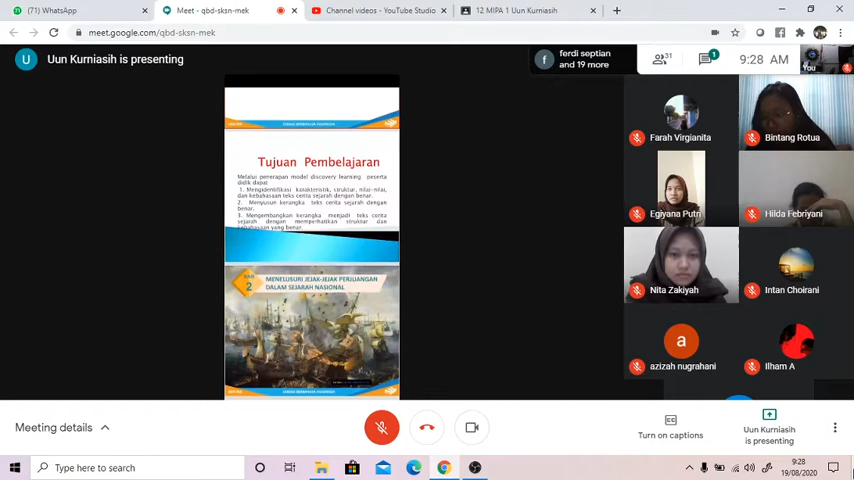 (71) WhatsApp
Meet - qbd-sksn-mek
Channel videos - YouTube Studio
12 MIPA 1 Uun Kurniasih
meet.google.com/qbd-sksn-mek
U
Uun Kurniasih is presenting
f
ferdi septian
and 19 more
31
1
9:28 AM
You
Tujuan Pembelajaran
Melalui penerapan model discovery learning peserta
didik dapat
1. Mengidentifikasi karakteristik, struktur, nilai-nilai,
dan kebahasaan teks cerita sejarah dengan benar.
2. Menyusun kerangka teks cerita sejarah dengan
benar.
3. Mengembangkan kerangka menjadi teks cerita
sejarah dengan memperhatikan struktur dan
kebahasaan yang benar.
BAB
2
MENELUSURI JEJAK-JEJAK PERJUANGAN
DALAM SEJARAH NASIONAL
Farah Virgianita
Bintang Rotua
Egiyana Putri
Hilda Febriyani
Nita Zakiyah
Intan Choirani
a
azizah nugrahani
Ilham A
Meeting details
Turn on captions
Uun Kurniasih
is presenting
Type here to search
9:28
19/08/2020